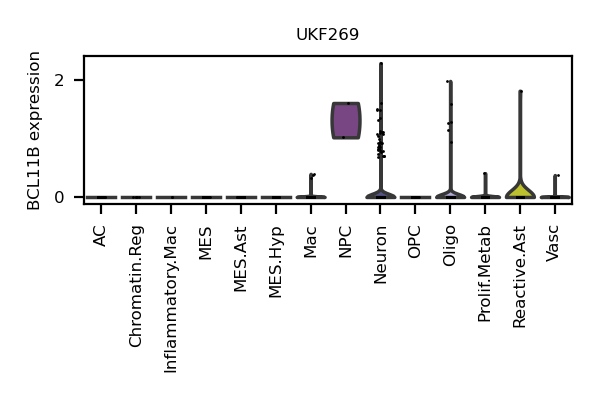 UKF269
BCL11B expression
2
0
AC
Chromatin.Reg
Inflammatory.Mac
MES
MES.Ast
MES.Hyp
Mac
NPC
Neuron
OPC
Oligo
Prolif.Metab
Reactive.Ast
Vasc